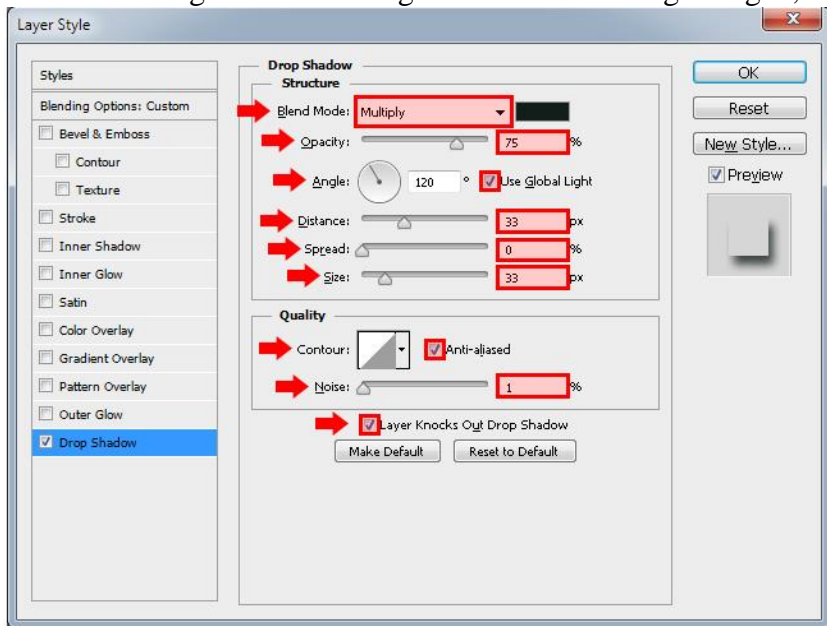 Layer Style
Styles
Blending Options: Custom
Bevel & Emboss
Contour
Texture
Stroke
Inner Shadow
Inner Glow
Satin
Color Overlay
Gradient Overlay
Pattern Overlay
Outer Glow
Drop Shadow
Drop Shadow
Structure
Blend Mode: Multiply
Opacity: 75 %
Angle: 120 ° Use Global Light
Distance: 33 px
Spread: 0 %
Size: 33 px
Quality
Contour: Anti-aliased
Noise: 1 %
Layer Knocks Out Drop Shadow
Make Default Reset to Default
OK
Reset
New Style...
Preview